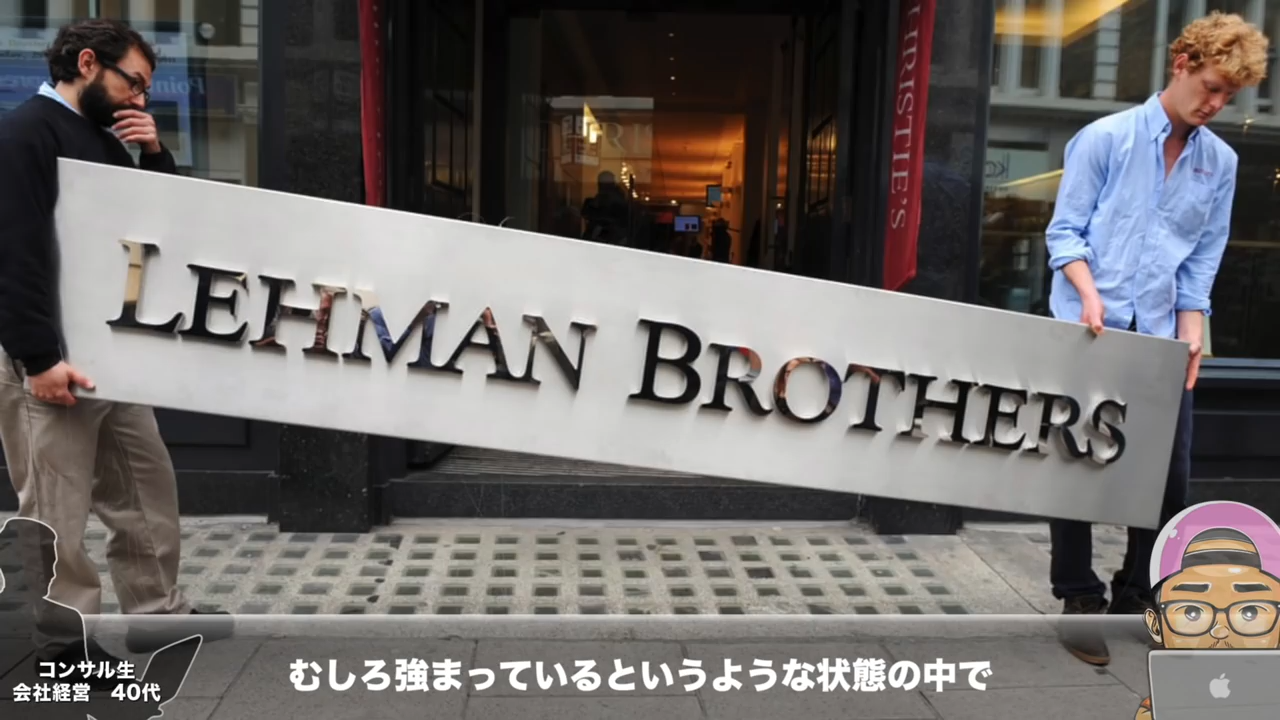 CHRISTIE'S
LEHMAN BROTHERS
むしろ強まっているというような状態の中で
コンサル生
会社経営 40代